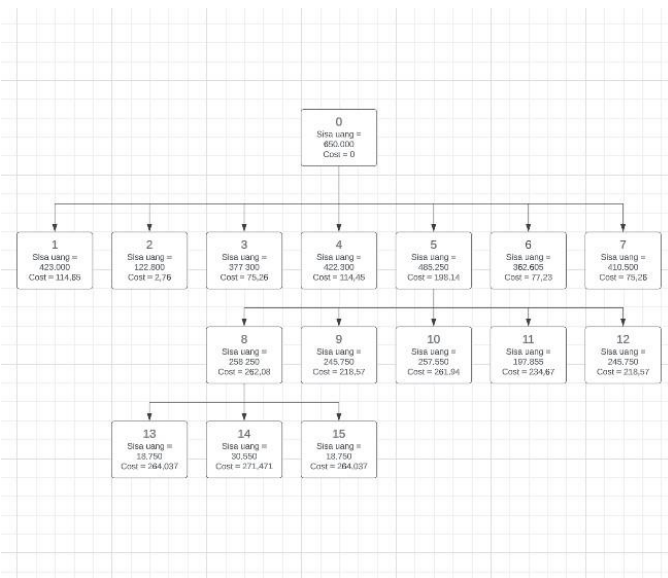 0
Sisa uang =
650.000
Cost = 0
1
Sisa uang =
423.000
Cost = 114,65
2
Sisa uang =
122.800
Cost = 2,76
3
Sisa uang =
377 300
Cost = 75,26
4
Sisa uang =
422.300
Cost = 114,45
5
Sisa uang =
485.250
Cost = 198.14
6
Sisa uang =
362.605
Cost = 77,23
7
Sisa uang =
410.500
Cost = 75,26
8
Sisa uang =
258 250
Cost = 262,08
9
Sisa uang =
245.750
Cost = 218,57
10
Sisa uang =
257.550
Cost = 261,94
11
Sisa uang =
197.855
Cost = 234,67
12
Sisa uang =
245.750
Cost = 218,57
13
Sisa uang =
18.750
Cost = 264,037
14
Sisa uang =
30,550
Cost = 271,471
15
Sisa uang =
18,750
Cost = 264,037